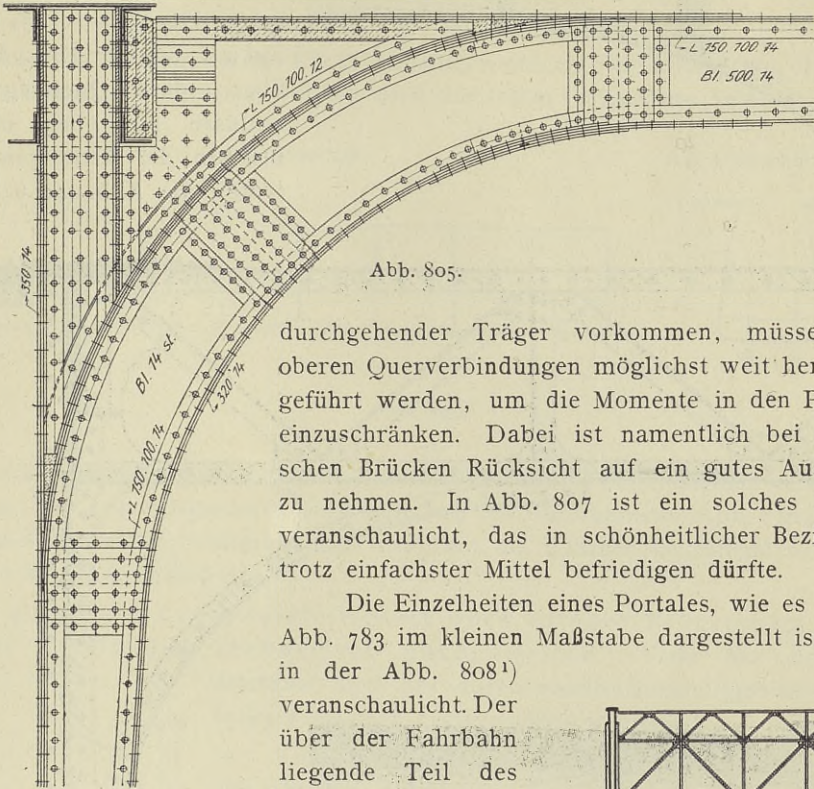 ∟ 150.100.12
∟ 150.100.14
Bl. 500.14
350.14
Abb. 805.
Bl. 14 st.
320.14
∟ 150.100.14
durchgehender Träger vorkommen, müsse
oberen Querverbindungen möglichst weit her
geführt werden, um die Momente in den P
einzuschränken. Dabei ist namentlich bei
schen Brücken Rücksicht auf ein gutes Au
zu nehmen. In Abb. 807 ist ein solches
veranschaulicht, das in schönheitlicher Bezi
trotz einfachster Mittel befriedigen dürfte.
Die Einzelheiten eines Portales, wie es
Abb. 783 im kleinen Maßstabe dargestellt is
in der Abb. 808¹)
veranschaulicht. Der
über der Fahrbahn
liegende Teil des